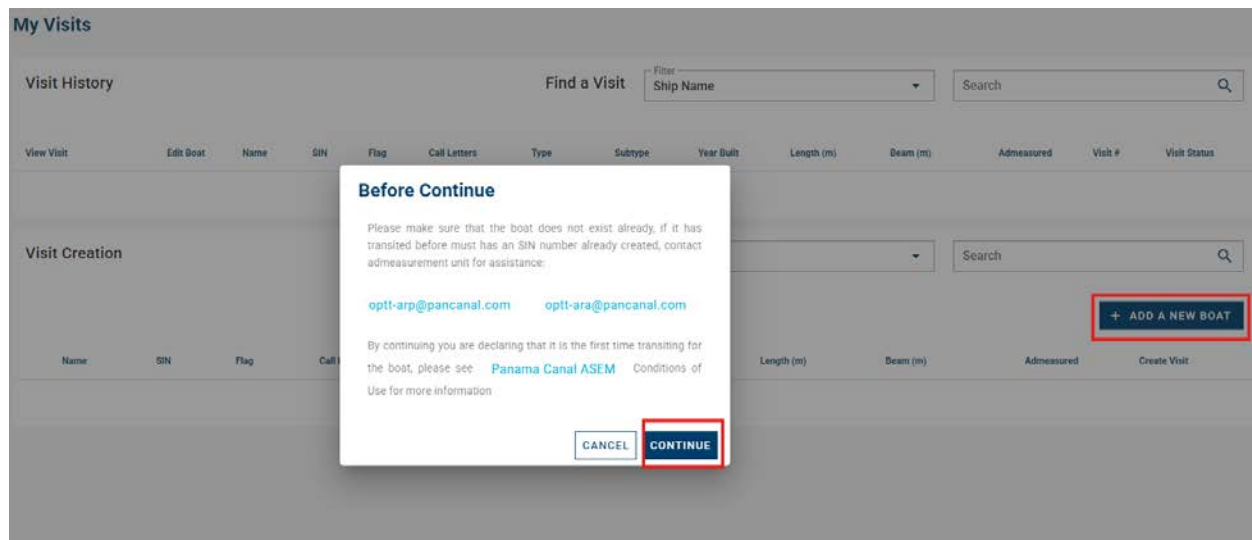 My Visits
Visit History
Find a Visit
Filter
Ship Name
Search
View Visit Edit Boat Name SIN Flag Call Letters Type Subtype Year Built Length (m) Beam (m) Admeasured Visit # Visit Status
Before Continue
Please make sure that the boat does not exist already, if it has
transited before must has an SIN number already created, contact
admeasurement unit for assistance:
optt-arp@pancanal.com optt-ara@pancanal.com
By continuing you are declaring that it is the first time transiting for
the boat, please see Panama Canal ASEM Conditions of
Use for more information
CANCEL CONTINUE
Visit Creation
Search
+ ADD A NEW BOAT
Name SIN Flag Call Length (m) Beam (m) Admeasured Create Visit